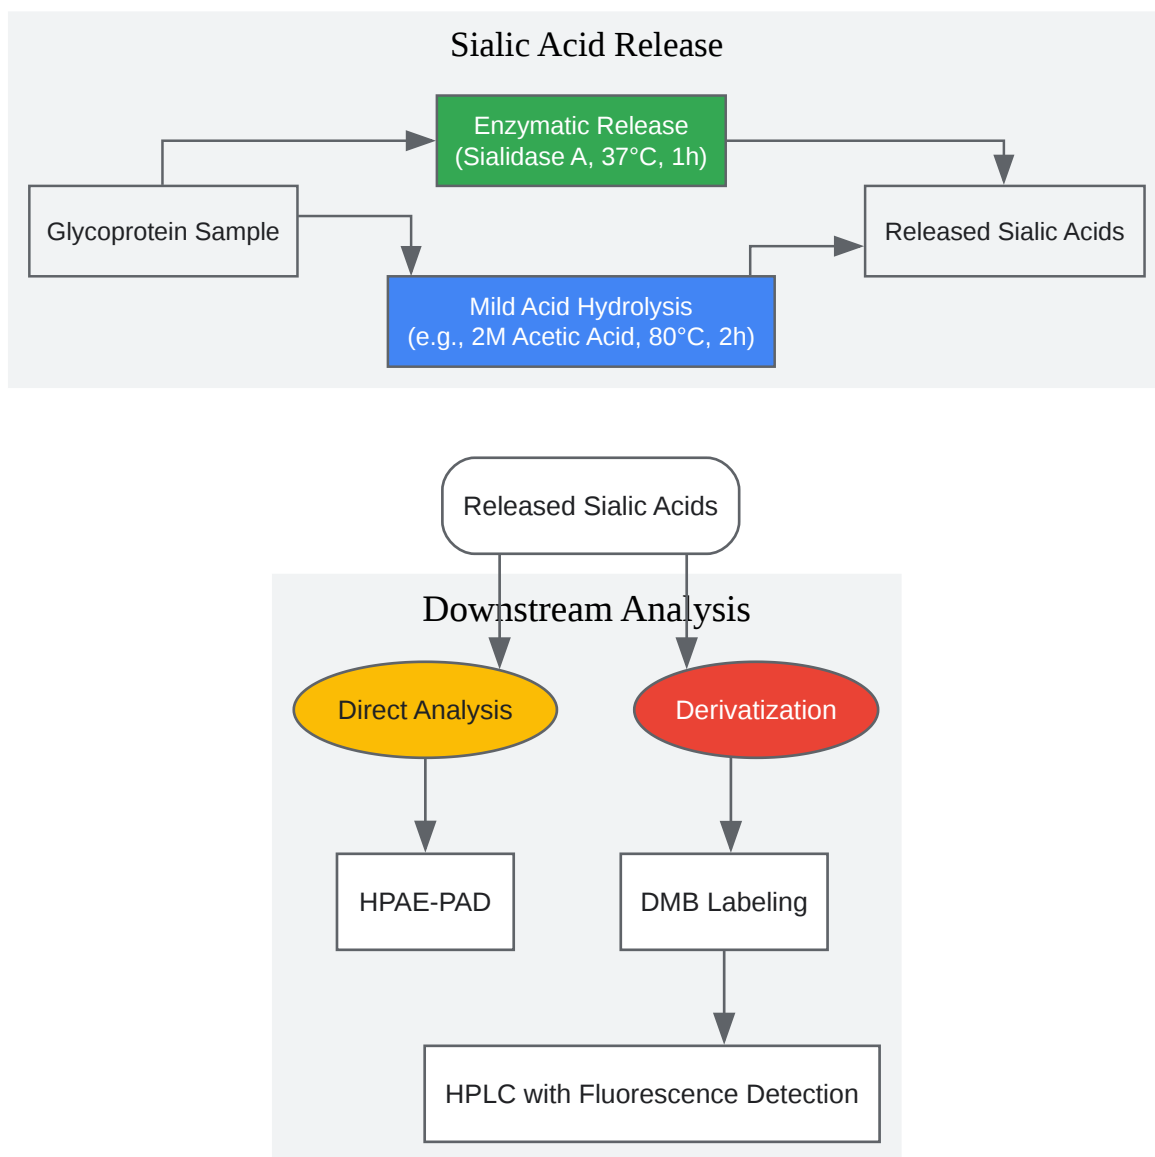 Sialic Acid Release
Enzymatic Release
(Sialidase A, 37°C, 1h)
Glycoprotein Sample
Released Sialic Acids
Mild Acid Hydrolysis
(e.g., 2M Acetic Acid, 80°C, 2h)
Released Sialic Acids
Downstream Analysis
Direct Analysis
Derivatization
HPAE-PAD
DMB Labeling
HPLC with Fluorescence Detection